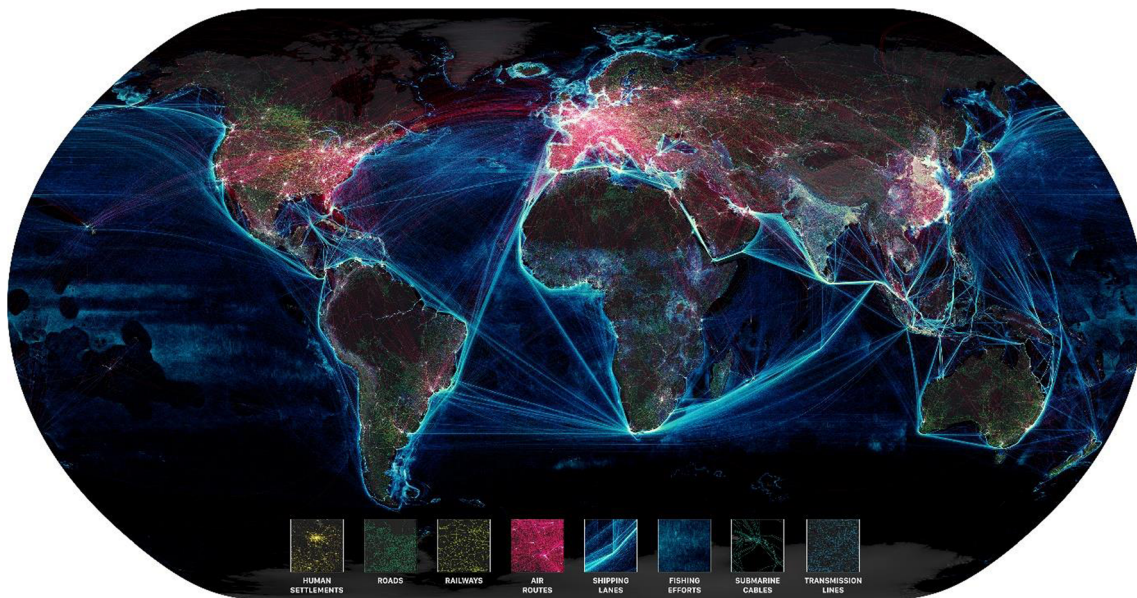 HUMAN
SETTLEMENTS
ROADS
RAILWAYS
AIR
ROUTES
SHIPPING
LANES
FISHING
EFFORTS
SUBMARINE
CABLES
TRANSMISSION
LINES